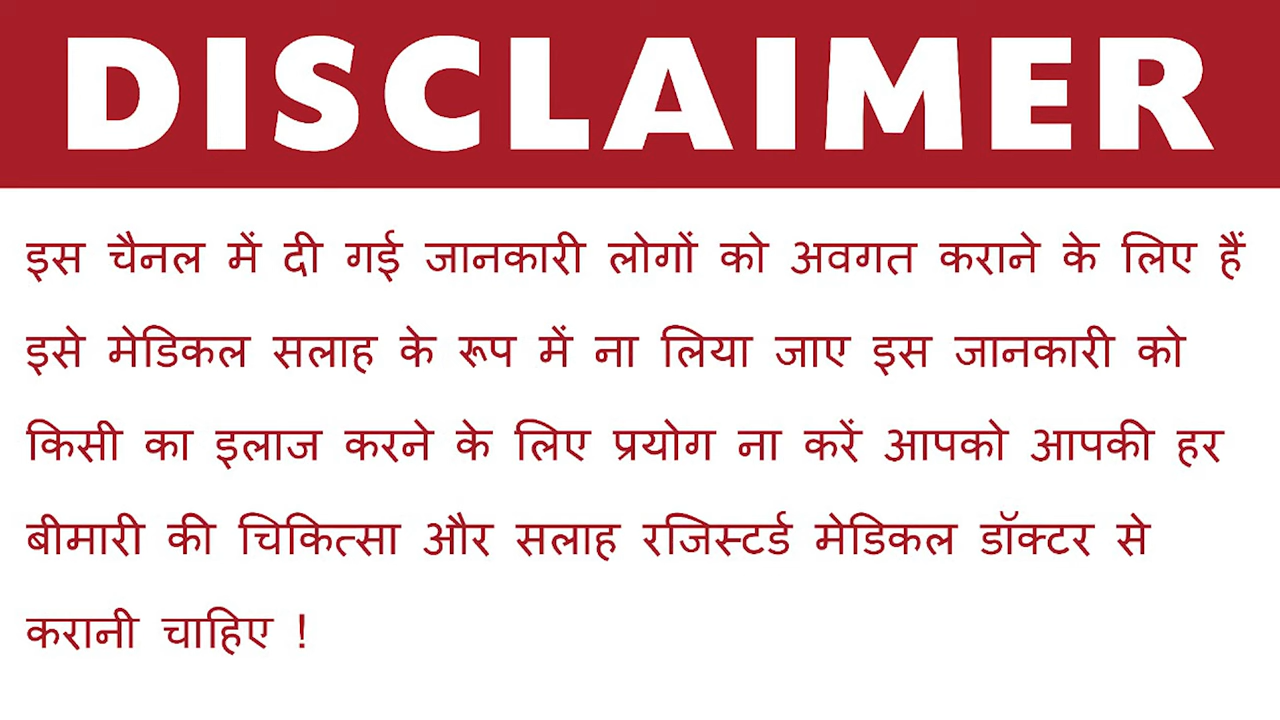 DISCLAIMER
इस चैनल में दी गई जानकारी लोगों को अवगत कराने के लिए हैं
इसे मेडिकल सलाह के रूप में ना लिया जाए इस जानकारी को
किसी का इलाज करने के लिए प्रयोग ना करें आपको आपकी हर
बीमारी की चिकित्सा और सलाह रजिस्टर्ड मेडिकल डॉक्टर से
करानी चाहिए !